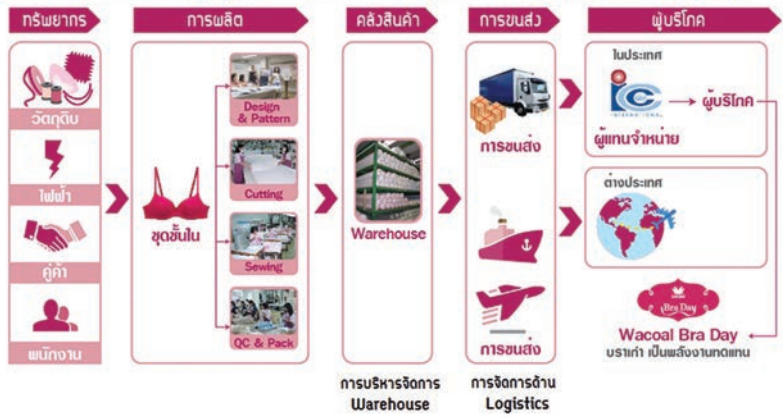 ทรัพยากร
การผลิต
คลังสินค้า
การขนส่ง
ผู้บริโภค
วัตถุดิบ
ไฟฟ้า
คู่ค้า
พนักงาน
ชุดชั้นใน
Design
& Pattern
Cutting
Sewing
QC & Pack
Warehouse
การขนส่ง
การขนส่ง
ในประเทศ
ICC
INTERNATIONAL
ผู้แทนจำหน่าย
ผู้บริโภค
ต่างประเทศ
Bra Day
Wacoal Bra Day
บราเก่า เป็นพลังงานทดแทน
การบริหารจัดการ
Warehouse
การจัดการด้าน
Logistics